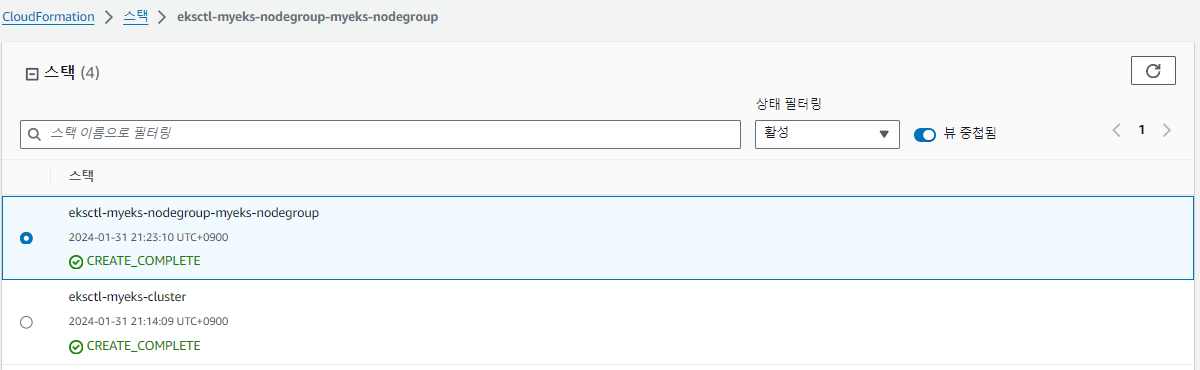 CloudFormation > 스택 > eksctl-myeks-nodegroup-myeks-nodegroup
스택 (4)
상태 필터링
스택 이름으로 필터링
활성
뷰 중첩됨
1
스택
eksctl-myeks-nodegroup-myeks-nodegroup
2024-01-31 21:23:10 UTC+0900
CREATE_COMPLETE
eksctl-myeks-cluster
2024-01-31 21:14:09 UTC+0900
CREATE_COMPLETE